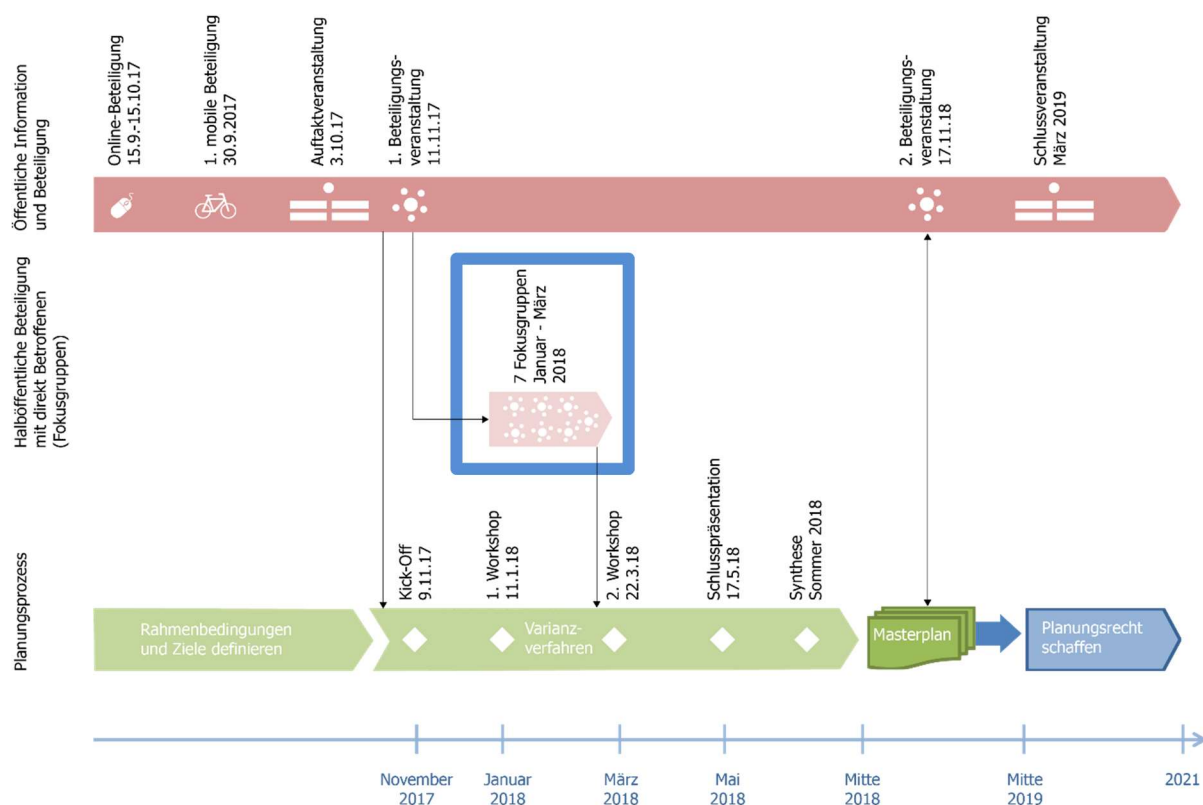 Öffentliche Information
und Beteiligung
Online-Beteiligung
15.9.-15.10.17
1. mobile Beteiligung
30.9.2017
Auftaktveranstaltung
3.10.17
1. Beteiligungs-
veranstaltung
11.11.17
2. Beteiligungs-
veranstaltung
17.11.18
Schlussveranstaltung
März 2019
Halböffentliche Beteiligung
mit direkt Betroffenen
(Fokusgruppen)
7 Fokusgruppen
Januar - März
2018
Planungsprozess
Rahmenbedingungen
und Ziele definieren
Kick-Off
9.11.17
1. Workshop
11.1.18
Varianz-
verfahren
2. Workshop
22.3.18
Schlusspräsentation
17.5.18
Synthese
Sommer 2018
Masterplan
Planungsrecht
schaffen
November
2017
Januar
2018
März
2018
Mai
2018
Mitte
2018
Mitte
2019
2021